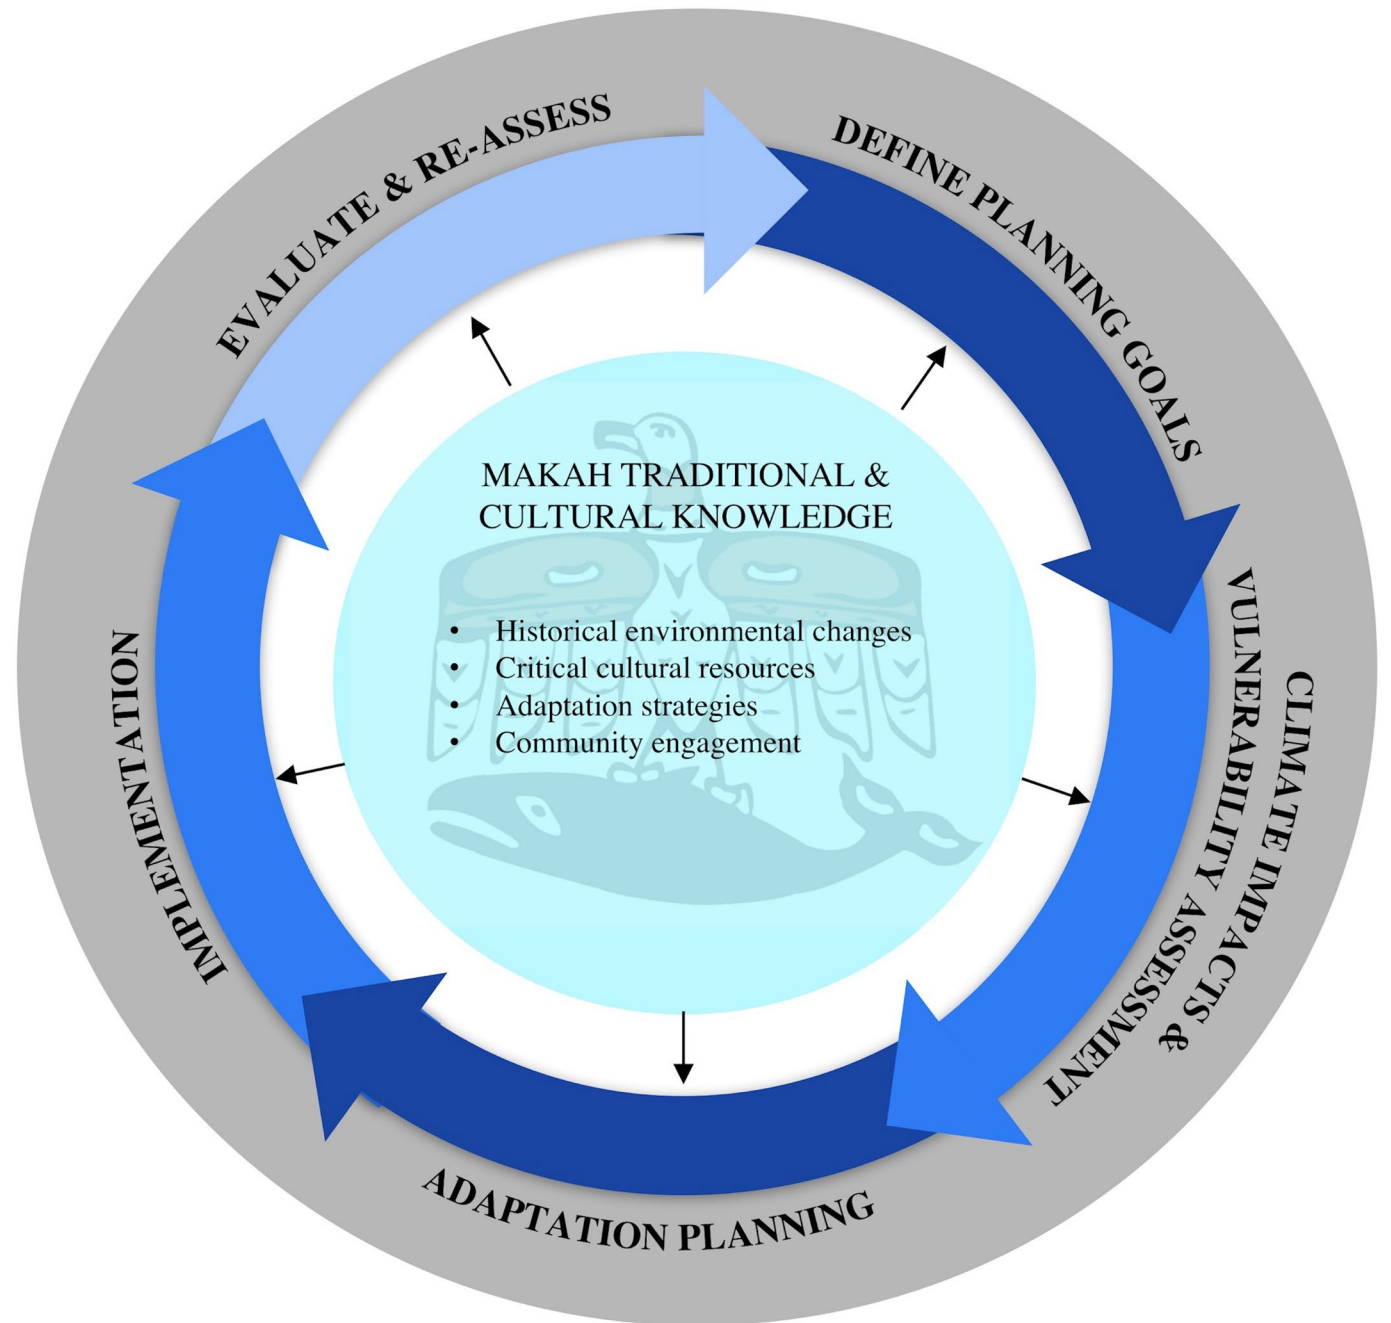 EVALUATE & RE-ASSESS
DEFINE PLANNING GOALS
CLIMATE IMPACTS &
VULNERABILITY ASSESSMENT
ADAPTATION PLANNING
IMPLEMENTATION
MAKAH TRADITIONAL &
CULTURAL KNOWLEDGE
• Historical environmental changes
• Critical cultural resources
• Adaptation strategies
• Community engagement